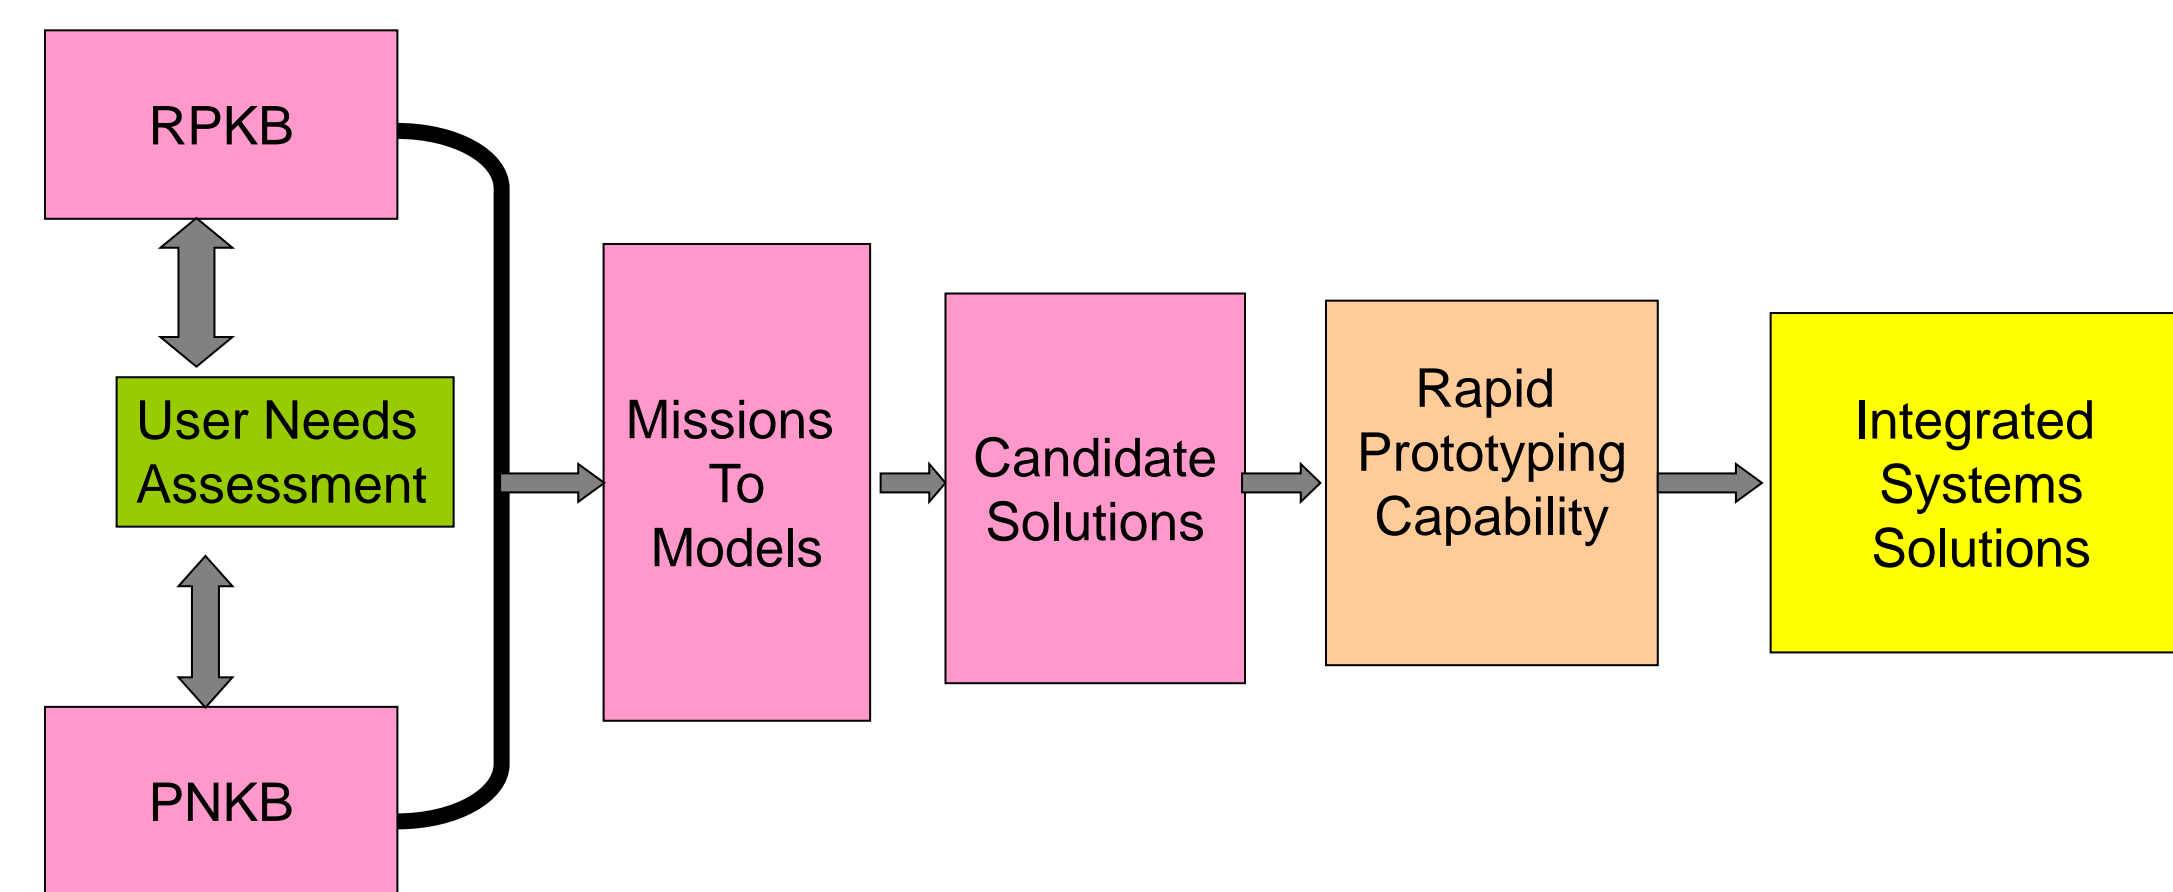 RPKB
User Needs
Assessment
PNKB
Missions
To
Models
Candidate
Solutions
Rapid
Prototyping
Capability
Integrated
Systems
Solutions